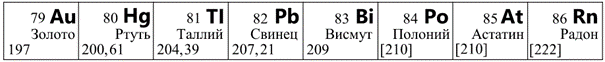 79 Au 80 Hg 81 Tl 82 Pb 83 Bi 84 Po 85 At 86 Rn
Золото Ртуть Таллий Свинец Висмут Полоний Астатин Радон
197 200,61 204,39 207,21 209 [210] [210] [222]